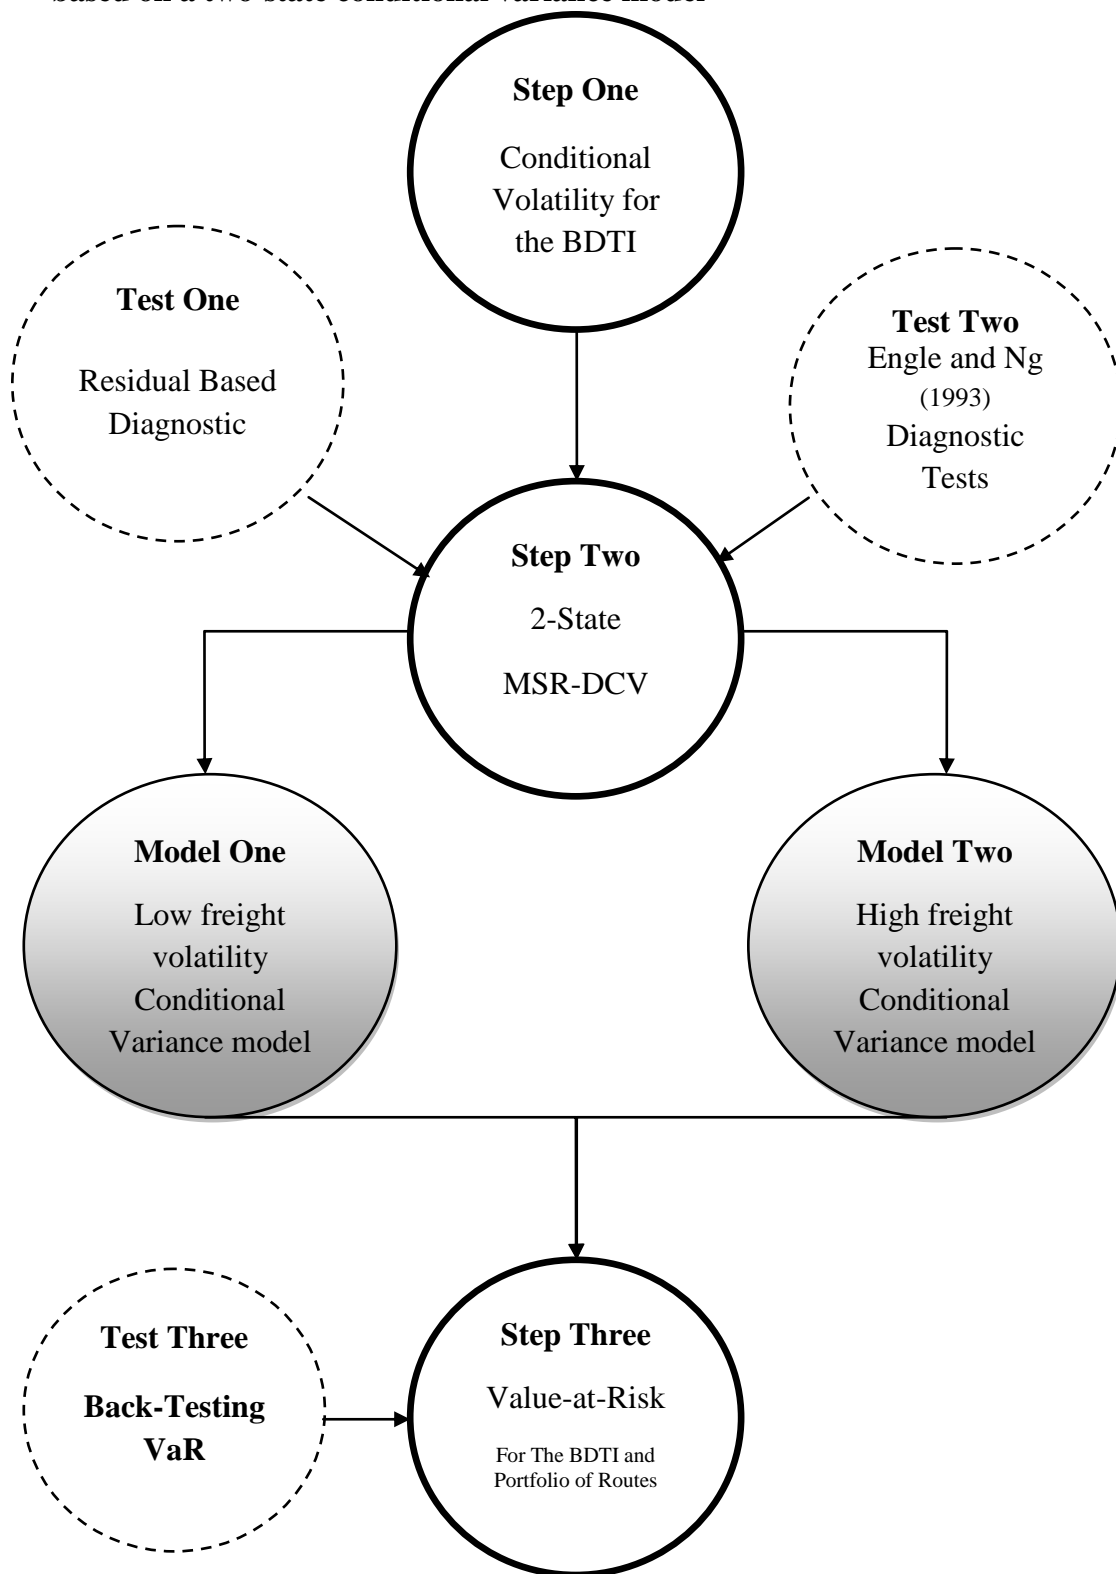 based on a two-state conditional variance model
Step One
Conditional
Volatility for
the BDTI
Test One
Residual Based
Diagnostic
Test Two
Engle and Ng
(1993)
Diagnostic
Tests
Step Two
2-State
MSR-DCV
Model One
Low freight
volatility
Conditional
Variance model
Model Two
High freight
volatility
Conditional
Variance model
Test Three
Back-Testing
VaR
Step Three
Value-at-Risk
For The BDTI and
Portfolio of Routes